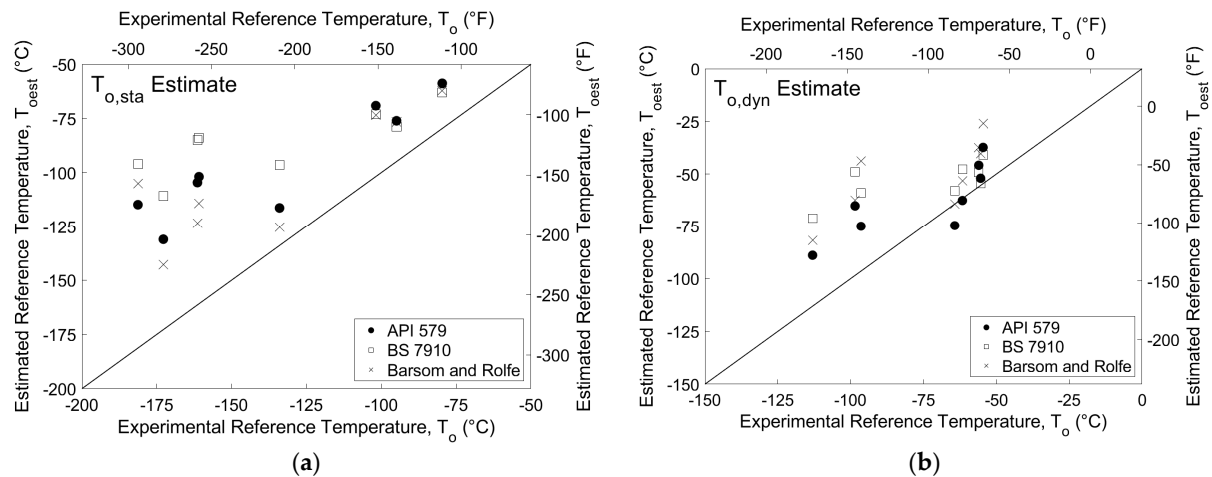 Experimental Reference Temperature, To (°F)
-300 -250 -200 -150 -100
Estimated Reference Temperature, Toest (°C)
-50
-75
-100
-125
-150
-175
-200
To,sta Estimate
API 579
BS 7910
Barsom and Rolfe
-100
-150
-200
-250
-300
Estimated Reference Temperature, Toest (°F)
-200 -175 -150 -125 -100 -75 -50
Experimental Reference Temperature, To (°C)
(a)
Experimental Reference Temperature, To (°F)
-200 -150 -100 -50 0
Estimated Reference Temperature, Toest (°C)
0
-25
-50
-75
-100
-125
-150
To,dyn Estimate
API 579
BS 7910
Barsom and Rolfe
0
-50
-100
-150
-200
Estimated Reference Temperature, Toest (°F)
-150 -125 -100 -75 -50 -25 0
Experimental Reference Temperature, To (°C)
(b)